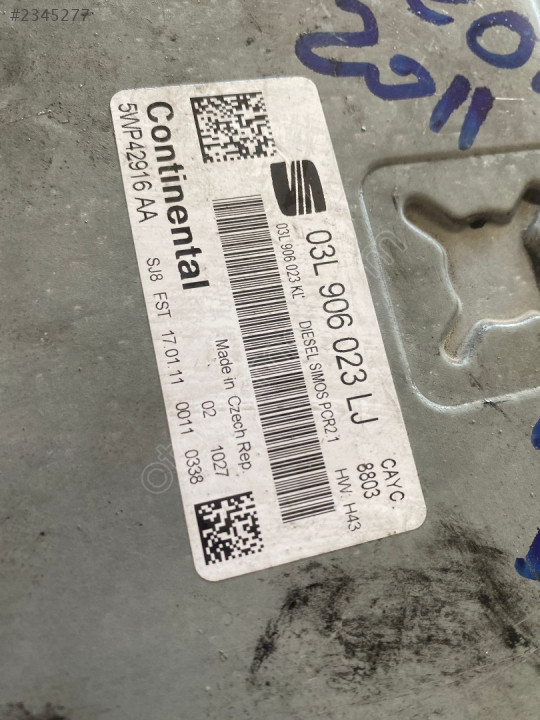 #2345277
Continental
5WP42916 AA
03L 906 023 LJ
03L 906 023 KL
DIESEL SIMOS PCR2.1
CAYC.
8803
HW: H43
Made in Czech Rep.
02 1027
SJ8 FST 17.01.11 0011 0338